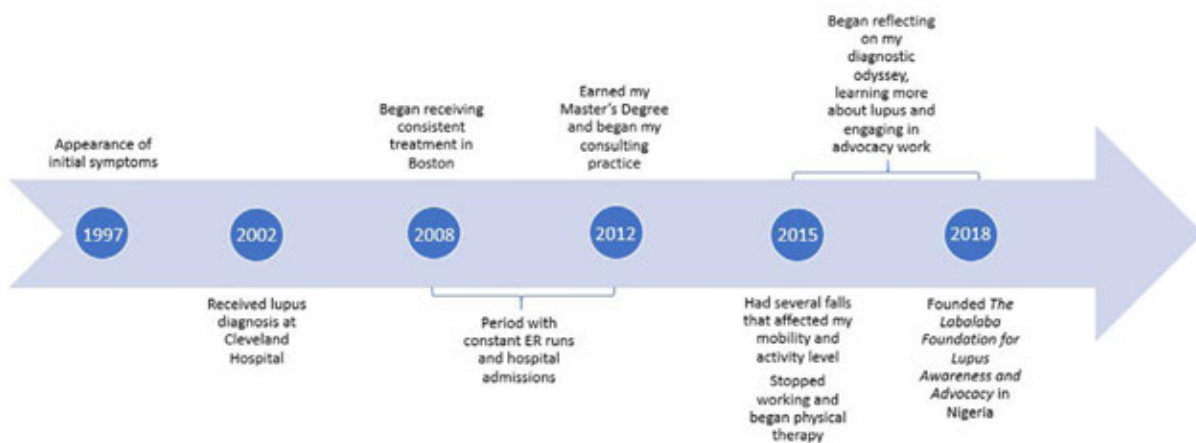 Appearance of
initial symptoms
Began receiving
consistent
treatment in
Boston
Earned my
Master's Degree
and began my
consulting
practice
Began reflecting
on my
diagnostic
odyssey,
learning more
about lupus and
engaging in
advocacy work
1997
2002
2008
2012
2015
2018
Received lupus
diagnosis at
Cleveland
Hospital
Period with
constant ER runs
and hospital
admissions
Had several falls
that affected my
mobility and
activity level
Stopped
working and
began physical
therapy
Founded The
Labalaba
Foundation for
Lupus
Awareness and
Advocacy in
Nigeria